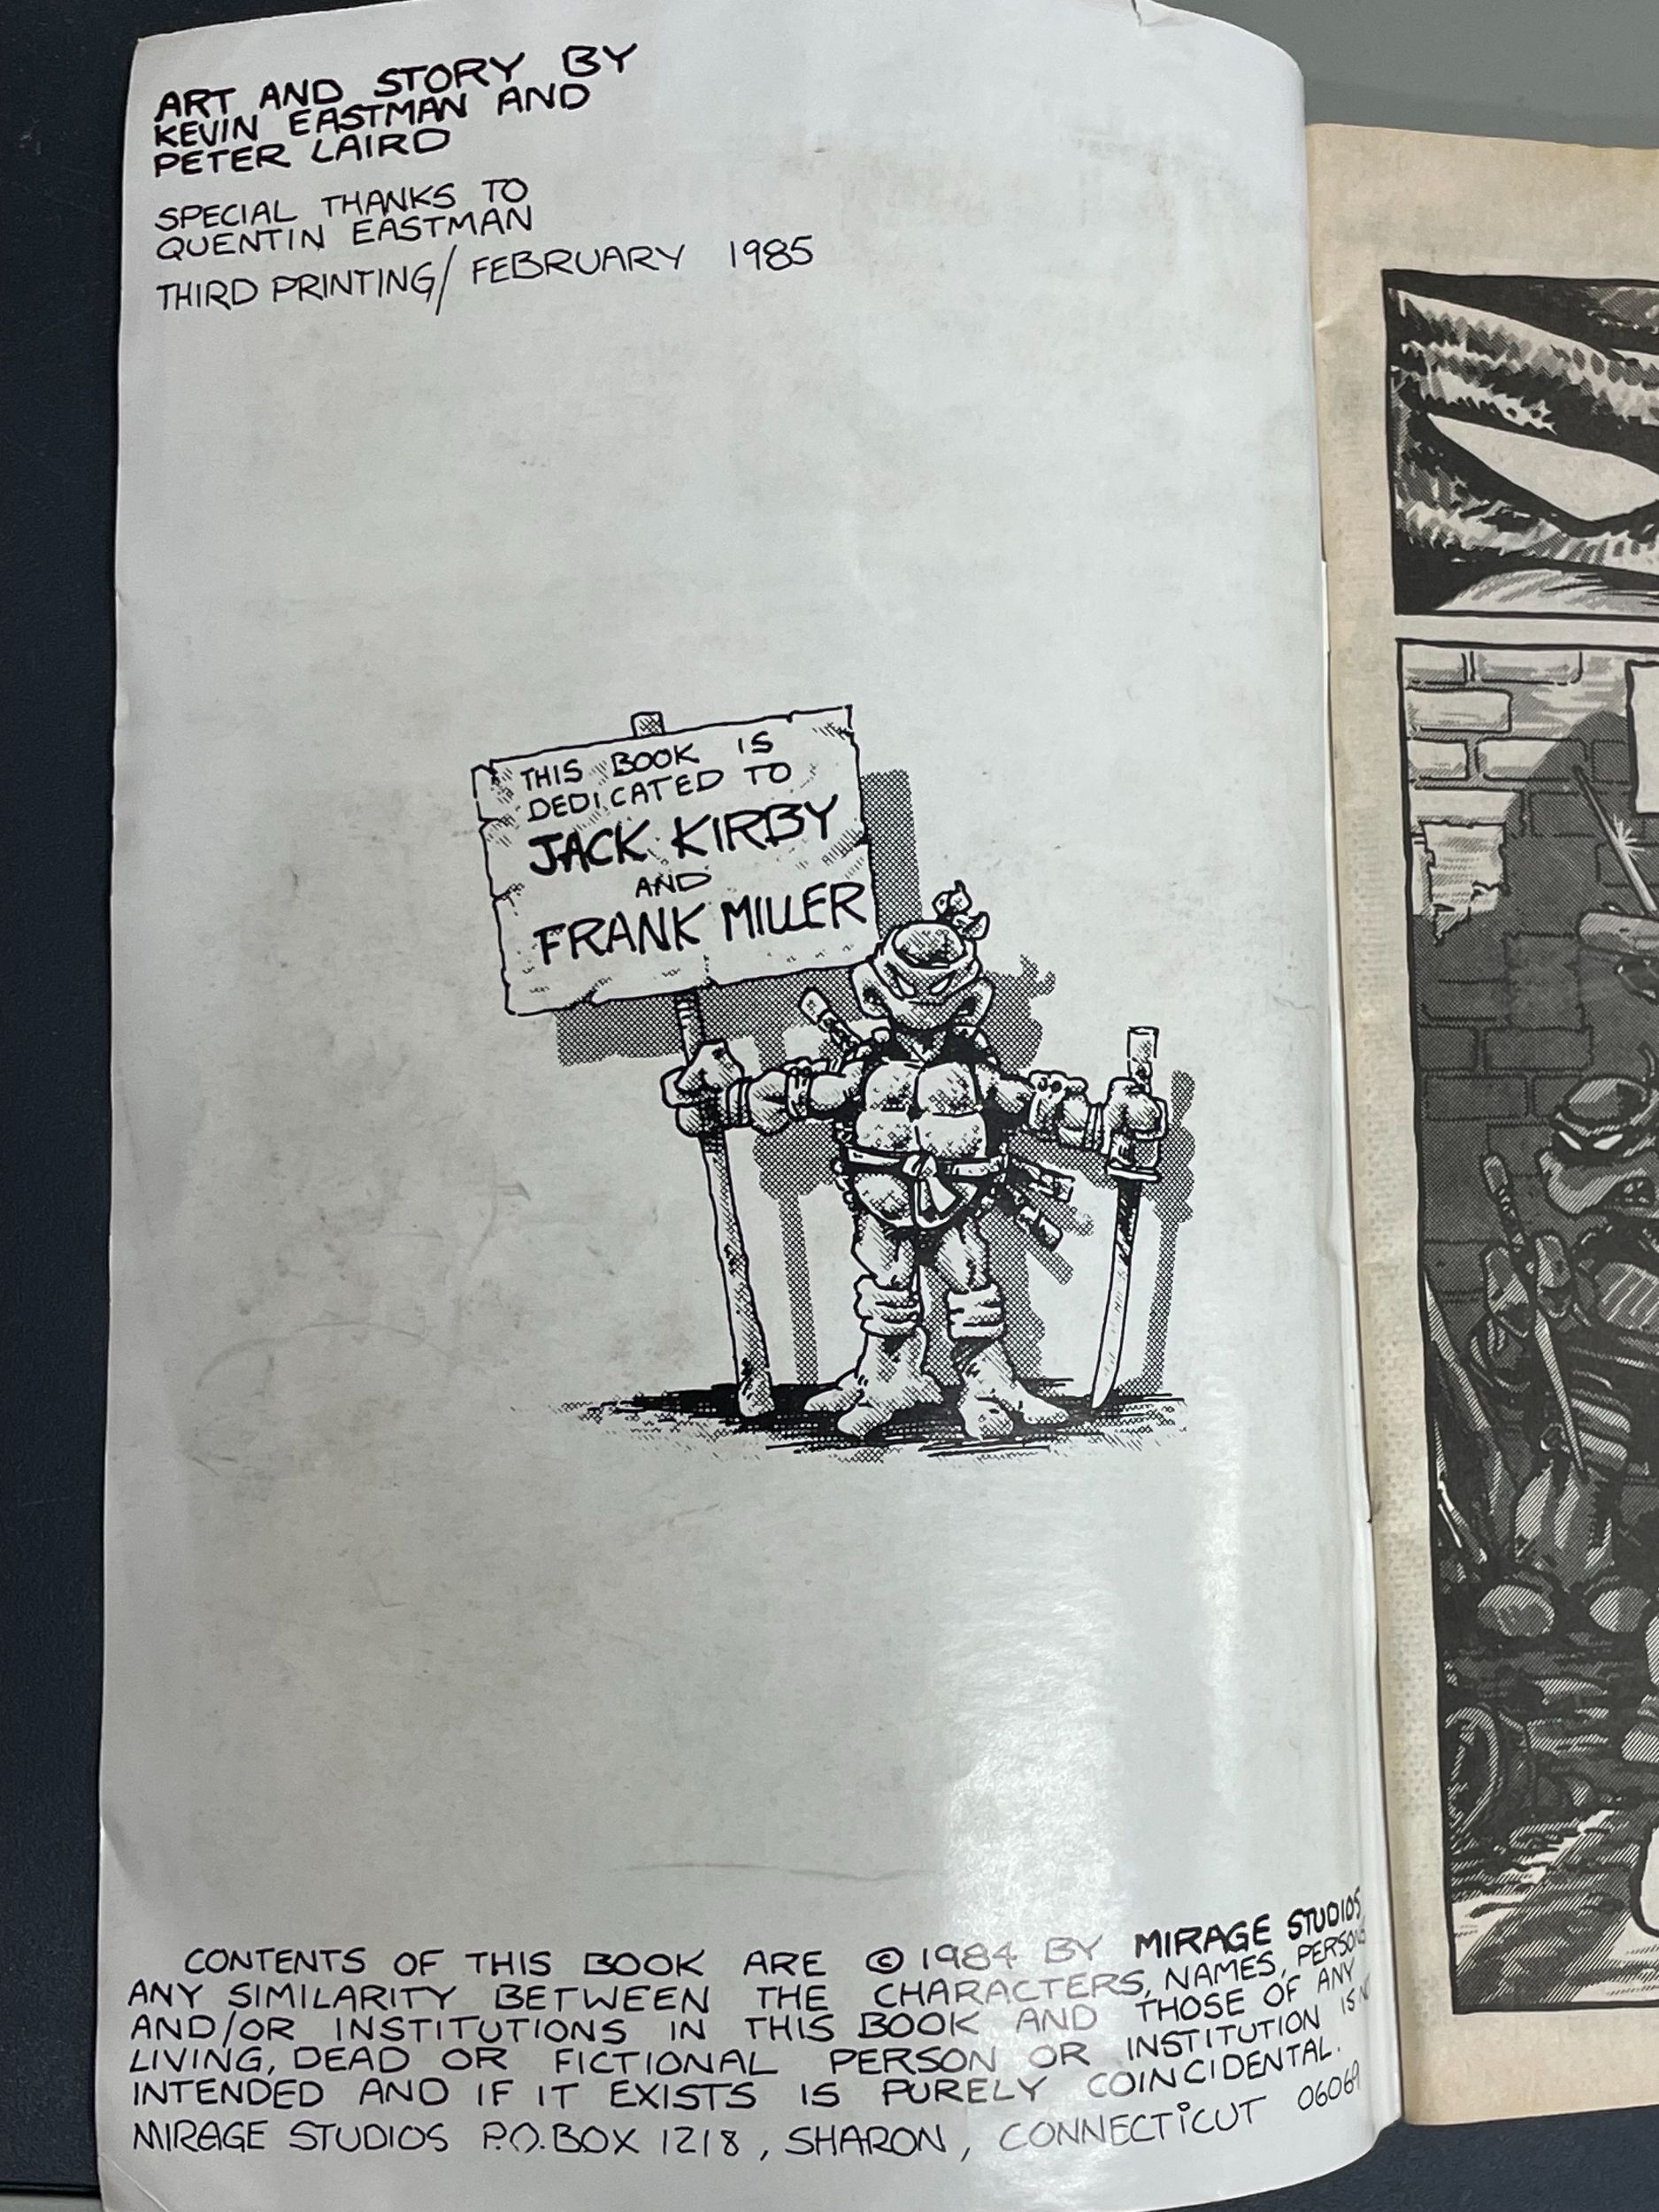 ART AND STORY BY
KEVIN EASTMAN AND
PETER LAIRD
SPECIAL THANKS TO
QUENTIN EASTMAN
THIRD PRINTING/FEBRUARY 1985
THIS BOOK IS
DEDICATED TO
JACK KIRBY
AND
FRANK MILLER
CONTENTS OF THIS BOOK ARE © 1984 BY MIRAGE STUDIOS
ANY SIMILARITY BETWEEN THE CHARACTERS, NAMES, PERSONS
AND/OR INSTITUTIONS IN THIS BOOK AND THOSE OF ANY
LIVING, DEAD OR FICTIONAL PERSON OR INSTITUTION IS
INTENDED AND IF IT EXISTS IS PURELY COINCIDENTAL.
MIRAGE STUDIOS P.O. BOX 1218, SHARON, CONNECTICUT 06069